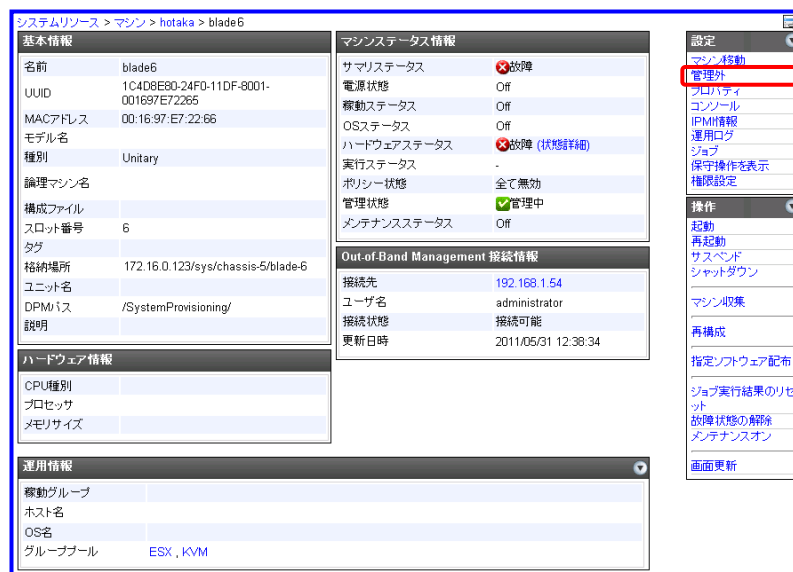 システムリソース > マシン > hotaka > blade6
基本情報
名前 blade6
UUID 1C4D8E80-24F0-11DF-8001-
001697E72265
MACアドレス 00:16:97:E7:22:66
モデル名
種別 Unitary
論理マシン名
構成ファイル
スロット番号 6
タグ
格納場所 172.16.0.123/sys/chassis-5/blade-6
ユニット名
DPMパス /SystemProvisioning/
説明
ハードウェア情報
CPU種別
プロセッサ
メモリサイズ
マシンステータス情報
サマリステータス 故障
電源状態 Off
稼動ステータス Off
OSステータス Off
ハードウェアステータス 故障 (状態詳細)
実行ステータス -
ポリシー状態 全て無効
管理状態 管理中
メンテナンスステータス Off
Out-of-Band Management 接続情報
接続先 192.168.1.54
ユーザ名 administrator
接続状態 接続可能
更新日時 2011/05/31 12:38:34
運用情報
稼動グループ
ホスト名
OS名
グループプール ESX , KVM
設定
マシン移動
管理外
プロパティ
コンソール
IPMI情報
運用ログ
ジョブ
保守操作を表示
権限設定
操作
起動
再起動
サスペンド
シャットダウン
マシン収集
再構成
指定ソフトウェア配布
ジョブ実行結果のリセ
ット
故障状態の解除
メンテナンスオン
画面更新